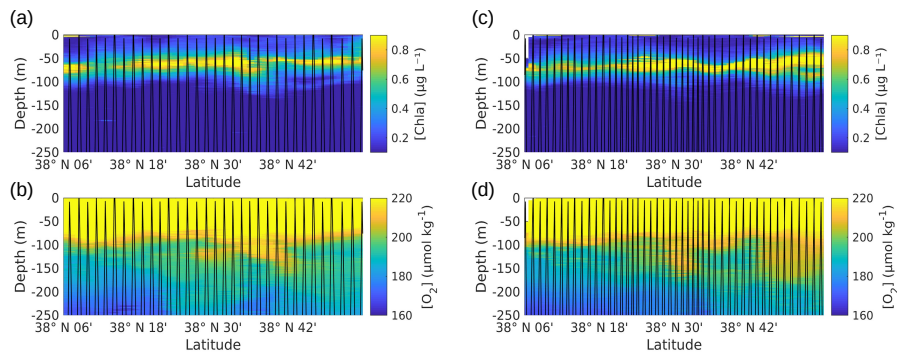 (a)
0
-50
-100
-150
-200
-250
Depth (m)
38° N 06' 38° N 18' 38° N 30' 38° N 42'
Latitude
0.8
0.6
0.4
0.2
[Chla] (µg L⁻¹)
(c)
0
-50
-100
-150
-200
-250
Depth (m)
38° N 06' 38° N 18' 38° N 30' 38° N 42'
Latitude
0.8
0.6
0.4
0.2
[Chla] (µg L⁻¹)
(b)
0
-50
-100
-150
-200
-250
Depth (m)
38° N 06' 38° N 18' 38° N 30' 38° N 42'
Latitude
220
200
180
160
[O₂] (µmol kg⁻¹)
(d)
0
-50
-100
-150
-200
-250
Depth (m)
38° N 06' 38° N 18' 38° N 30' 38° N 42'
Latitude
220
200
180
160
[O₂] (µmol kg⁻¹)